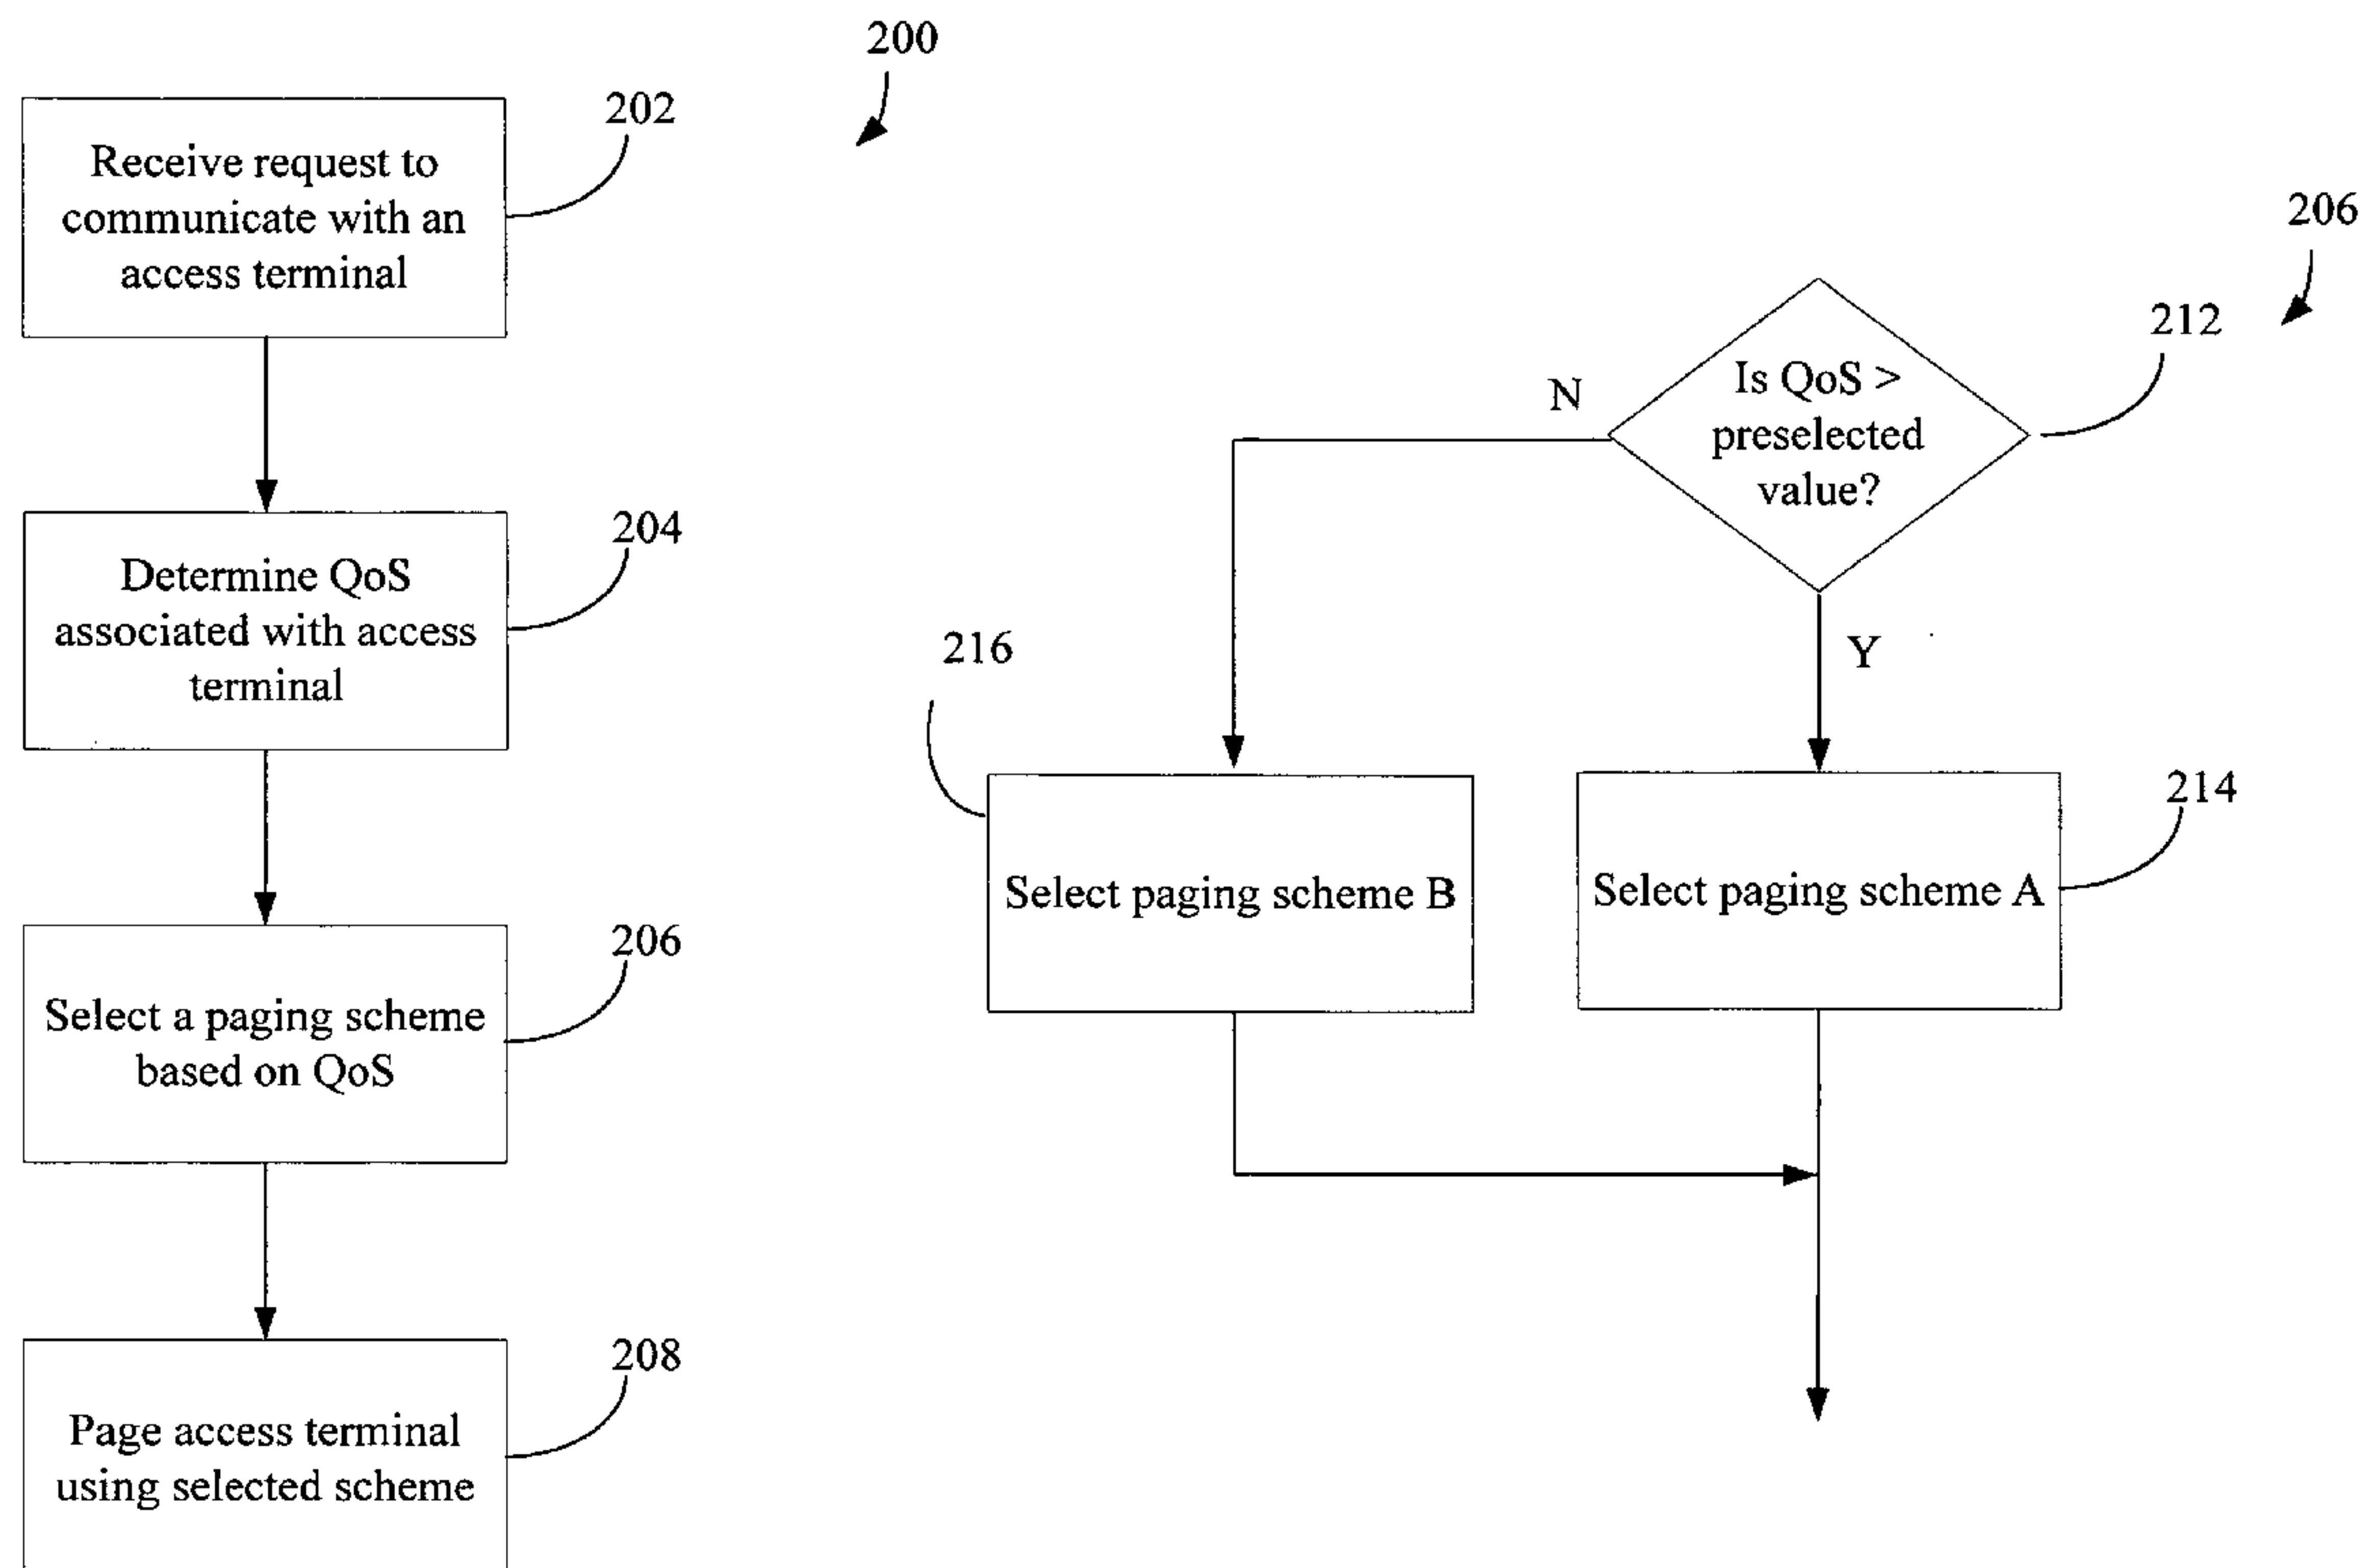 200
202
Receive request to
communicate with an
access terminal
204
Determine QoS
associated with access
terminal
206
Select a paging scheme
based on QoS
208
Page access terminal
using selected scheme
206
212
Is QoS >
preselected
value?
N
Y
216
Select paging scheme B
214
Select paging scheme A